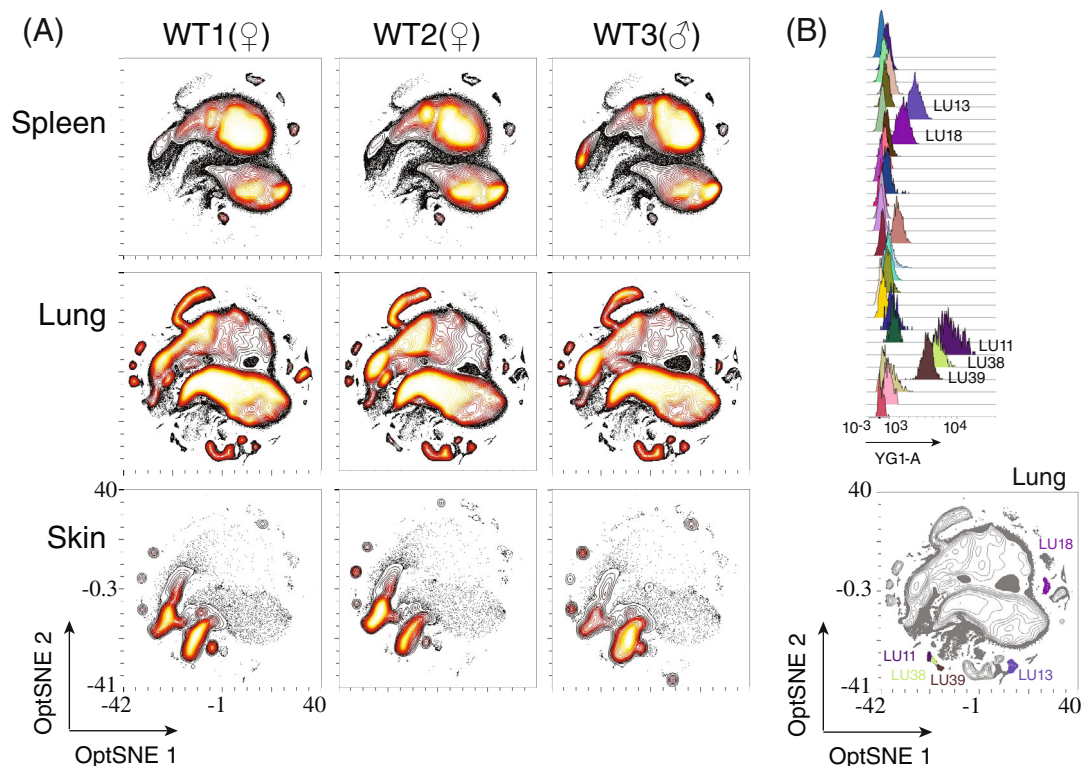 (A) WT1(♀) WT2(♀) WT3(♂) (B)
Spleen
LU13
LU18
Lung
LU11
LU38
LU39
10-3 103 104
YG1-A
Skin
40
-0.3
-41
-42 -1 40
OptSNE 2
OptSNE 1
Lung
40
-0.3
-41
-42 -1 40
LU18
LU11
LU38 LU39 LU13
OptSNE 2
OptSNE 1